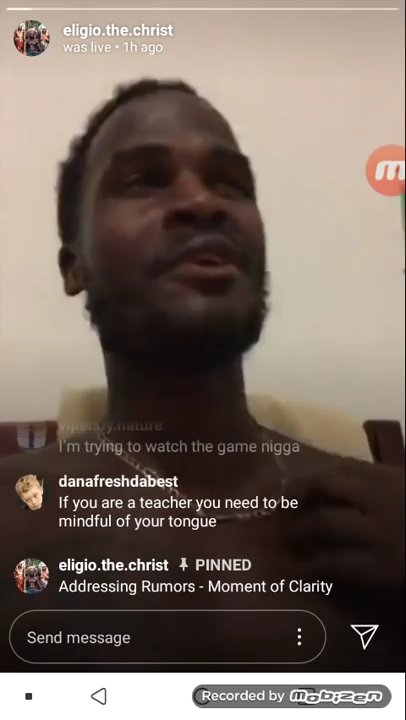 eligio.the.christ
was live • 1h ago
viperby.nature
I'm trying to watch the game nigga
danafreshdabest
If you are a teacher you need to be
mindful of your tongue
eligio.the.christ PINNED
Addressing Rumors - Moment of Clarity
Send message
Recorded by mobizen